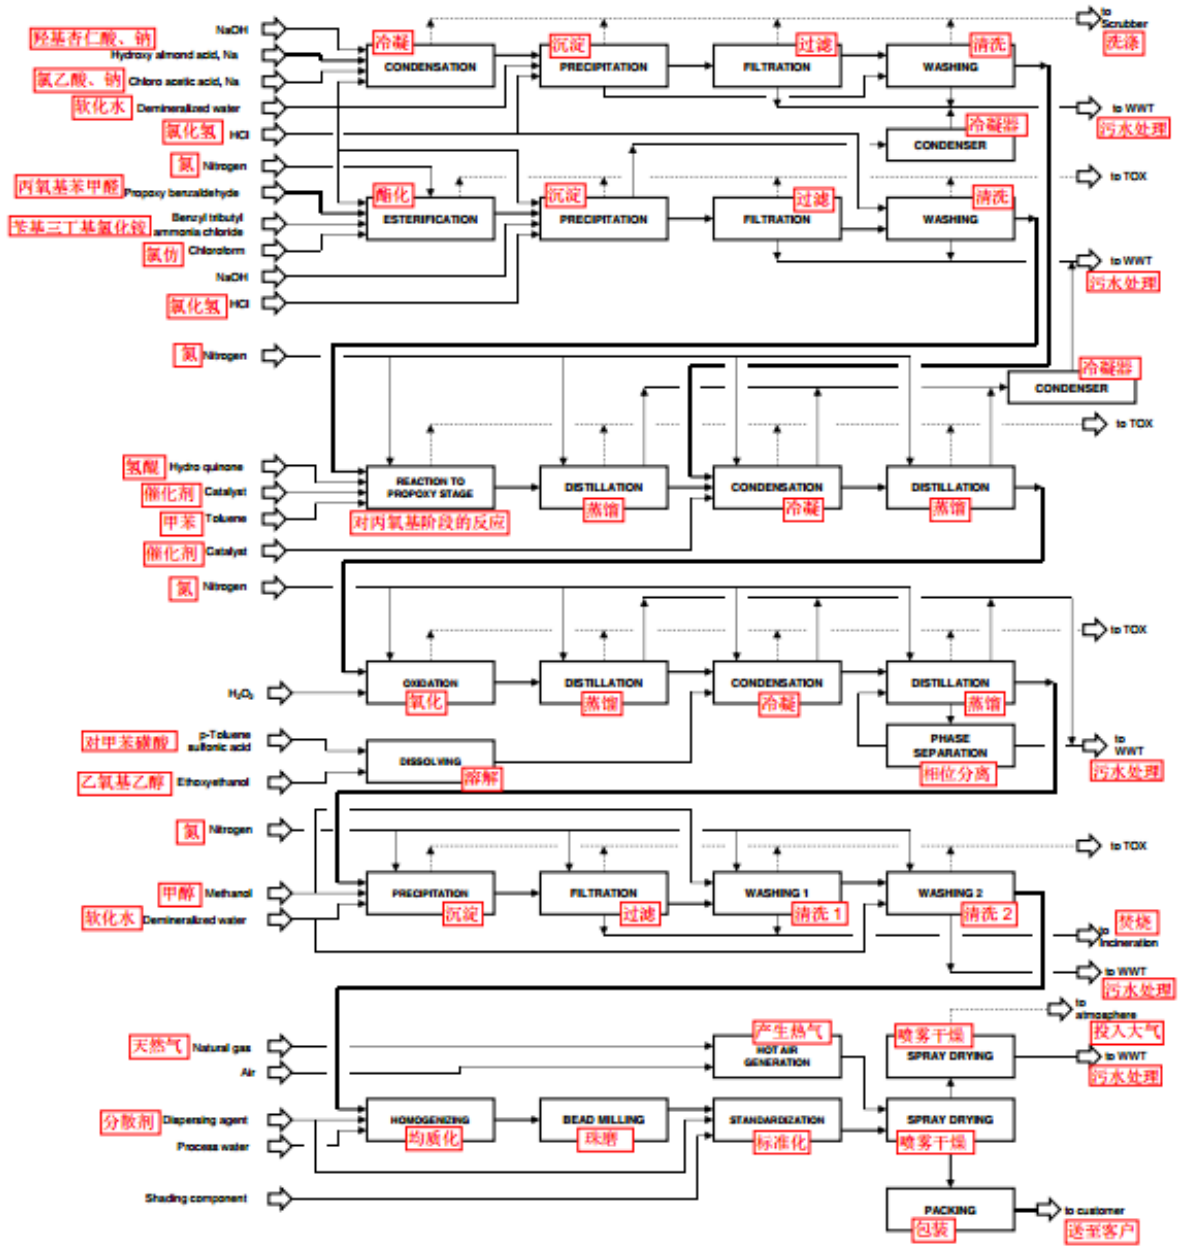 NaOH
羟基杏仁酸、钠
Hydroxy almond acid, Na
氯乙酸、钠 Chloro acetic acid, Na
软化水 Demineralized water
氯化氢 HCl
冷凝
CONDENSATION
沉淀
PRECIPITATION
过滤
FILTRATION
清洗
WASHING
to
Scrubber
洗涤
to WWT
污水处理
冷凝器
CONDENSER
氮 Nitrogen
丙氧基苯甲醛 Propoxy benzaldehyde
苄基三丁基氯化铵
Benzyl tributyl
ammonia chloride
氯仿 Chloroform
NaOH
氯化氢 HCl
酯化
ESTERIFICATION
沉淀
PRECIPITATION
过滤
FILTRATION
清洗
WASHING
to TOX
to WWT
污水处理
氮 Nitrogen
冷凝器
CONDENSER
to TOX
氢醌 Hydro quinone
催化剂 Catalyst
甲苯 Toluene
催化剂 Catalyst
REACTION TO
PROPOXY STAGE
对丙氧基阶段的反应
DISTILLATION
蒸馏
CONDENSATION
冷凝
DISTILLATION
蒸馏
氮 Nitrogen
to TOX
H₂O₂
OXIDATION
氧化
DISTILLATION
蒸馏
CONDENSATION
冷凝
DISTILLATION
蒸馏
对甲苯磺酸
p-Toluene
sulfonic acid
乙氧基乙醇 Ethoxyethanol
DISSOLVING
溶解
PHASE
SEPARATION
相位分离
to
WWT
污水处理
氮 Nitrogen
to TOX
甲醇 Methanol
软化水 Demineralized water
PRECIPITATION
沉淀
FILTRATION
过滤
WASHING 1
清洗 1
WASHING 2
清洗 2
to
Incineration
焚烧
to WWT
污水处理
to
atmosphere
投入大气
天然气 Natural gas
Air
产生热气
HOT AIR
GENERATION
喷雾干燥
SPRAY DRYING
to WWT
污水处理
分散剂 Dispersing agent
Process water
HOMOGENIZING
均质化
BEAD MILLING
珠磨
STANDARDIZATION
标准化
SPRAY DRYING
喷雾干燥
Shading component
PACKING
包装
to customer
送至客户